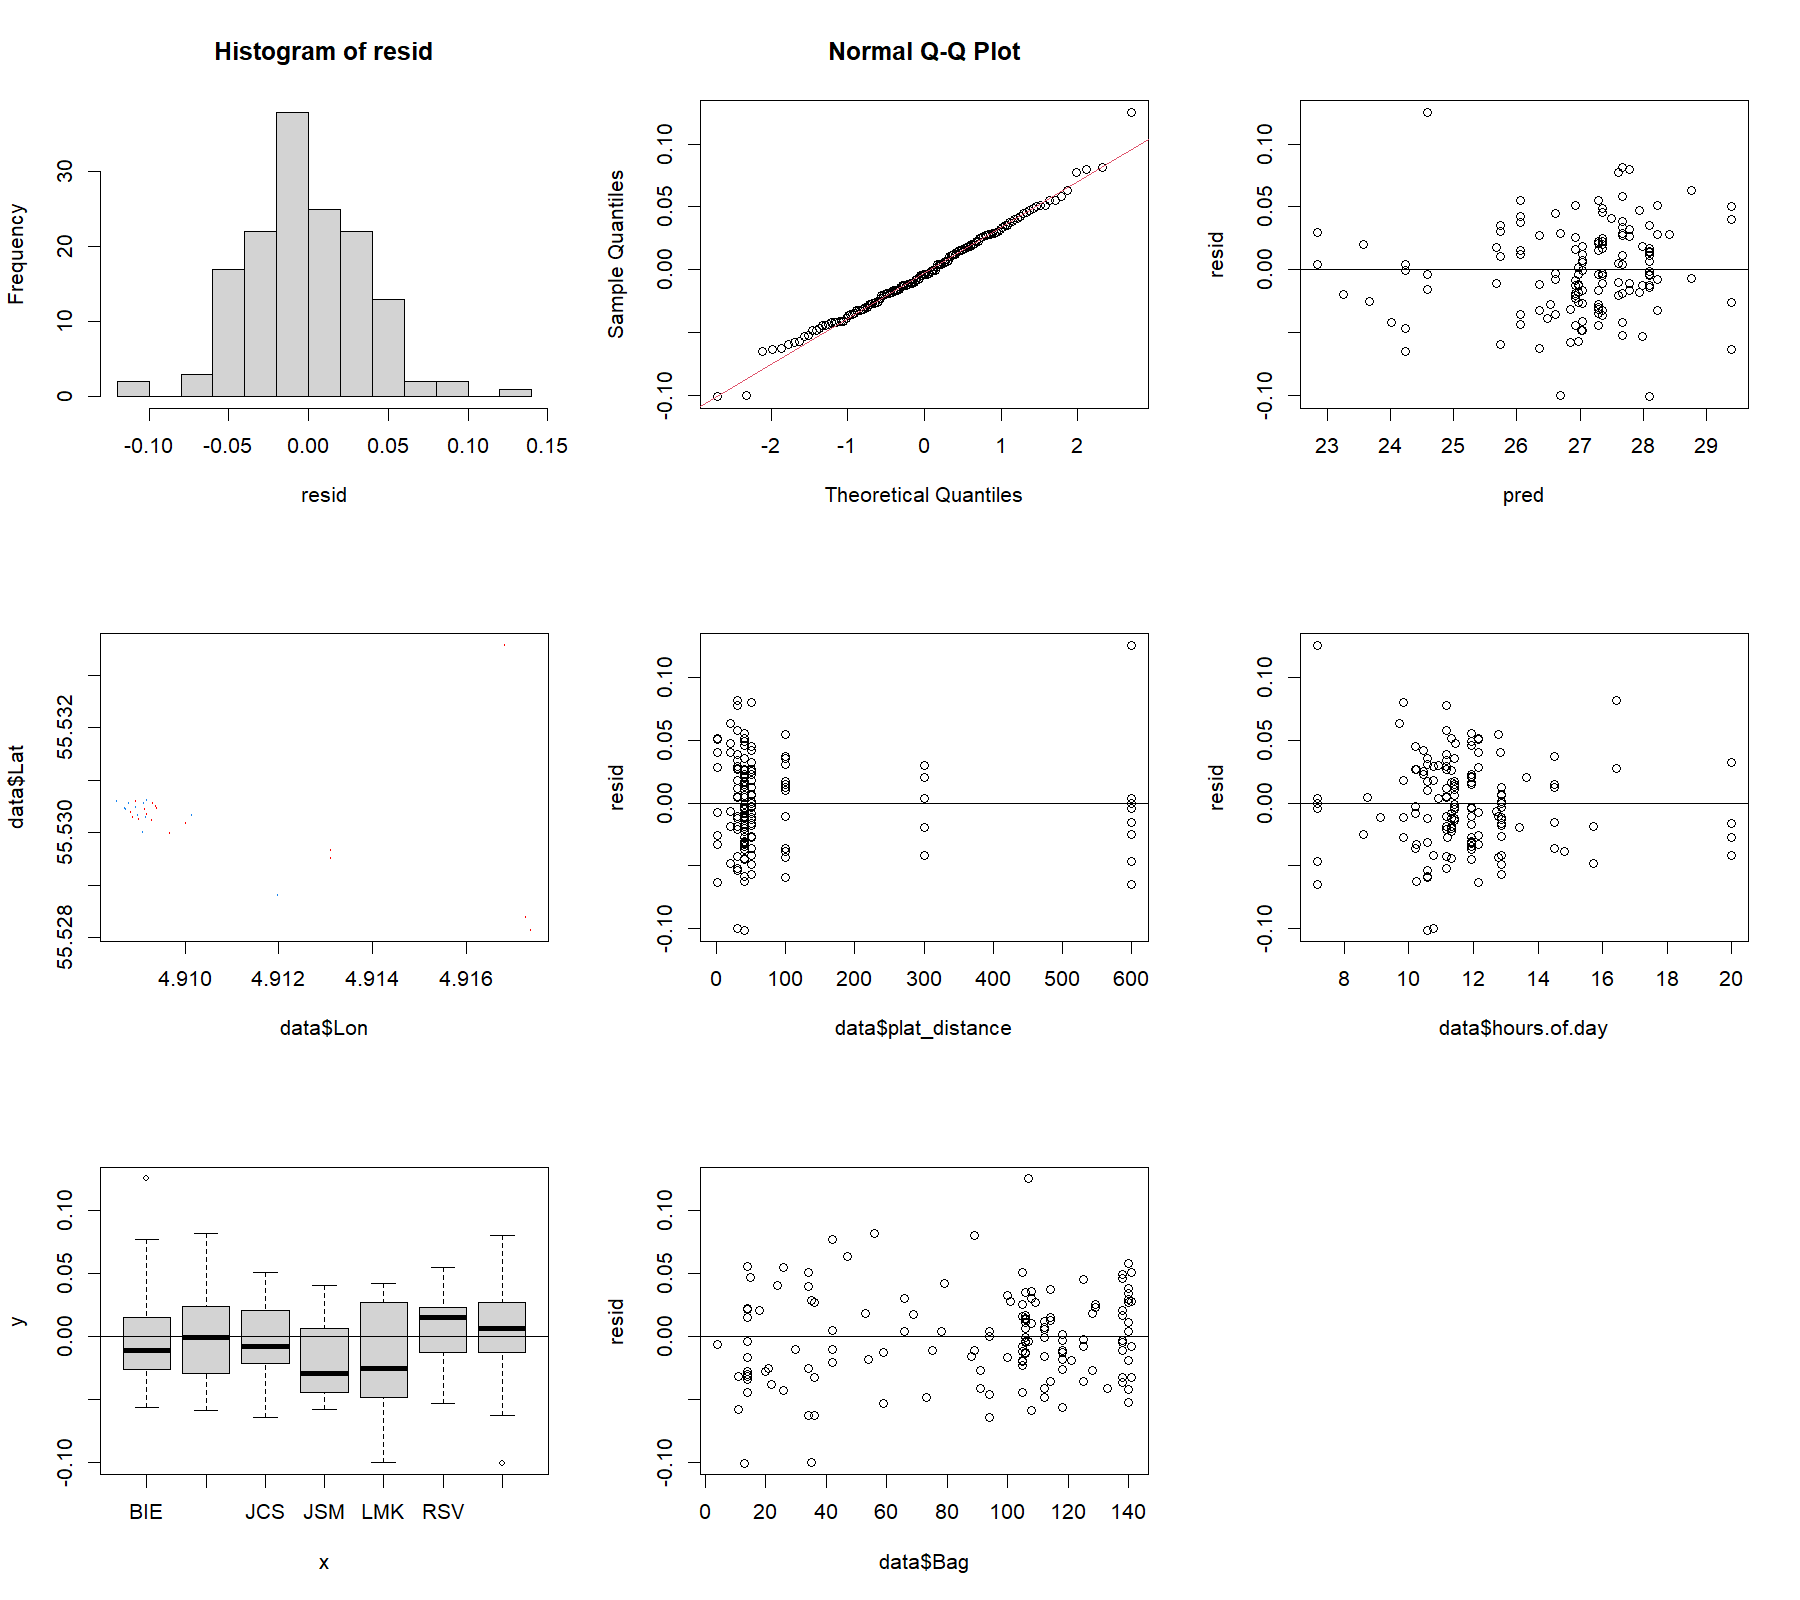 Histogram of resid
Frequency
0 10 20 30
-0.10 -0.05 0.00 0.05 0.10 0.15
resid
Normal Q-Q Plot
Sample Quantiles
-0.10 0.00 0.05 0.10
-2 -1 0 1 2
Theoretical Quantiles
resid
-0.10 0.00 0.05 0.10
23 24 25 26 27 28 29
pred
data$Lat
55.528 55.530 55.532
4.910 4.912 4.914 4.916
data$Lon
resid
-0.10 0.00 0.05 0.10
0 100 200 300 400 500 600
data$plat_distance
resid
-0.10 0.00 0.05 0.10
8 10 12 14 16 18 20
data$hours.of.day
y
-0.10 0.00 0.05 0.10
BIE JCS JSM LMK RSV
x
resid
-0.10 0.00 0.05 0.10
0 20 40 60 80 100 120 140
data$Bag